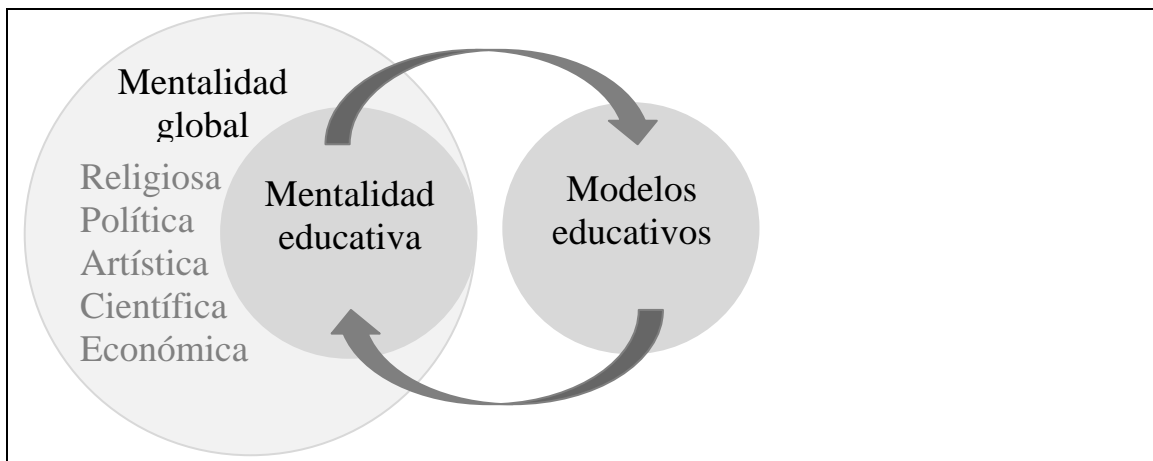 Mentalidad
global
Religiosa
Política
Artística
Científica
Económica
Mentalidad
educativa
Modelos
educativos